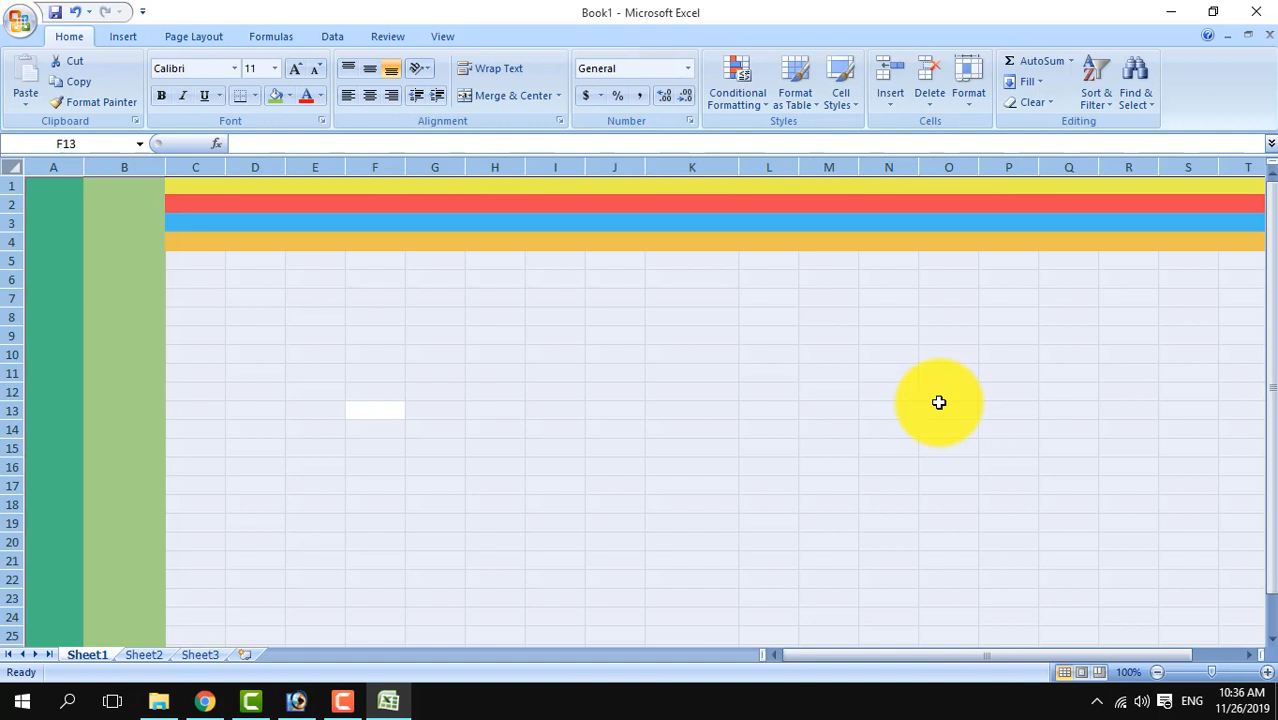 Book1 - Microsoft Excel
Home Insert Page Layout Formulas Data Review View
Paste
Cut
Copy
Format Painter
Clipboard
Calibri 11 A A
B I U A
Font
Wrap Text
Merge & Center
Alignment
General
$ % , .0 .00 .00 .0
Number
Conditional Formatting
Format as Table
Cell Styles
Styles
Insert Delete Format
Cells
Σ AutoSum
Fill
Clear
Sort & Filter
Find & Select
Editing
F13 fx
A B C D E F G H I J K L M N O P Q R S T
1
2
3
4
5
6
7
8
9
10
11
12
13
14
15
16
17
18
19
20
21
22
23
24
25
Sheet1 Sheet2 Sheet3
Ready 100%
ENG
10:36 AM
11/26/2019